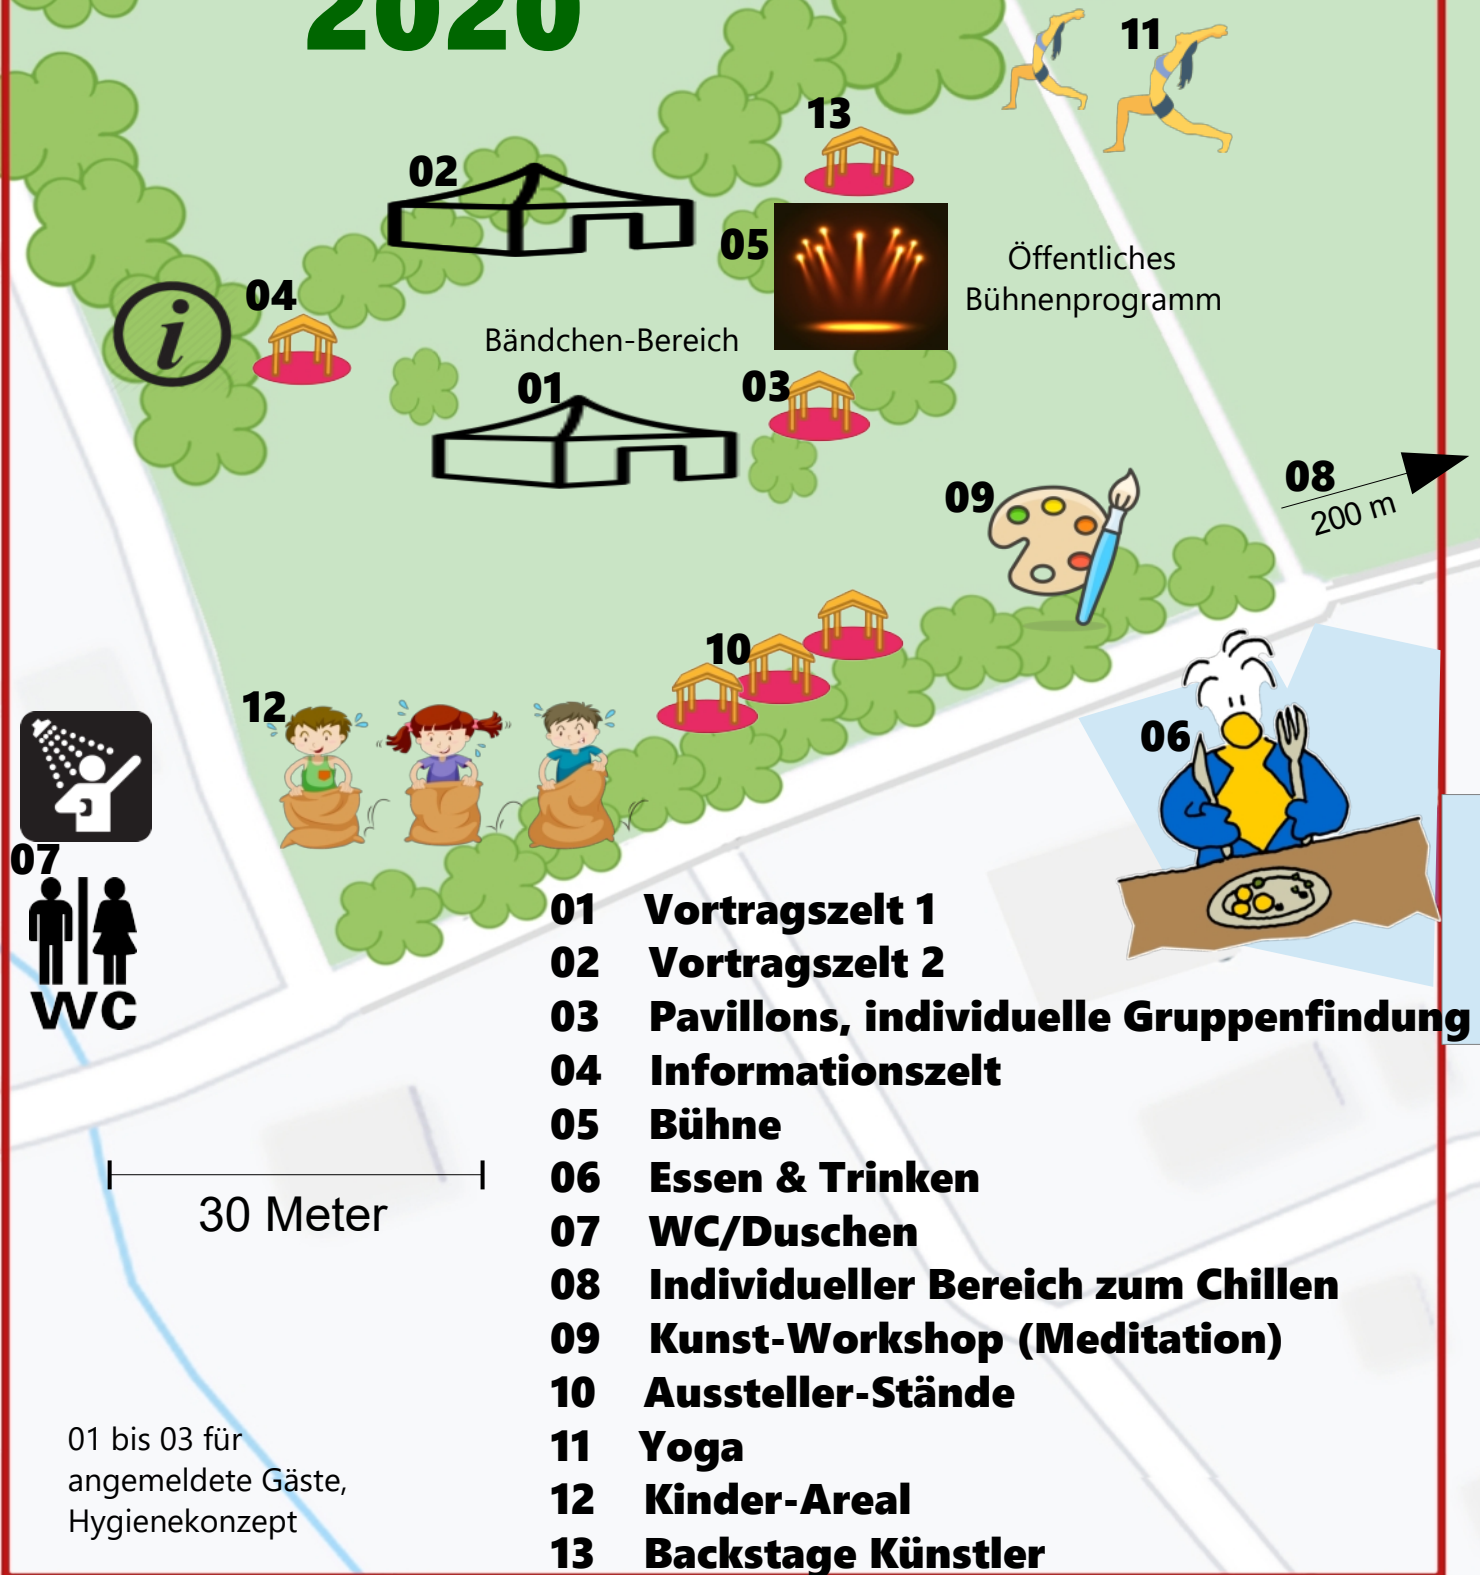 2020
11
13
02
05
Öffentliches
Bühnenprogramm
04
i
Bändchen-Bereich
01
03
08
200 m
09
10
12
06
07
WC
01 Vortragszelt 1
02 Vortragszelt 2
03 Pavillons, individuelle Gruppenfindung
04 Informationszelt
05 Bühne
06 Essen & Trinken
07 WC/Duschen
08 Individueller Bereich zum Chillen
09 Kunst-Workshop (Meditation)
10 Aussteller-Stände
11 Yoga
12 Kinder-Areal
13 Backstage Künstler
30 Meter
01 bis 03 für
angemeldete Gäste,
Hygienekonzept